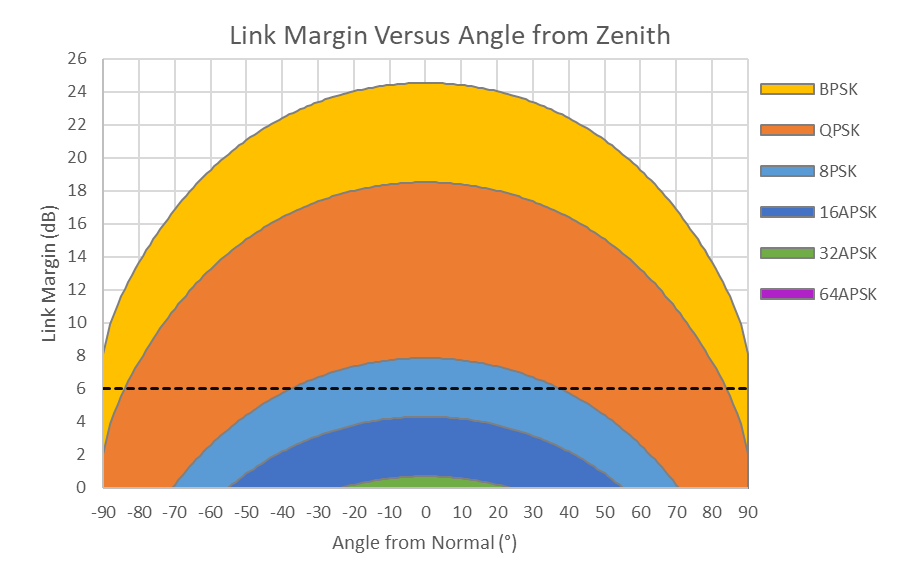 Link Margin Versus Angle from Zenith
26
24
22
20
18
16
14
12
10
8
6
4
2
0
Link Margin (dB)
-90 -80 -70 -60 -50 -40 -30 -20 -10 0 10 20 30 40 50 60 70 80 90
Angle from Normal (°)
BPSK
QPSK
8PSK
16APSK
32APSK
64APSK